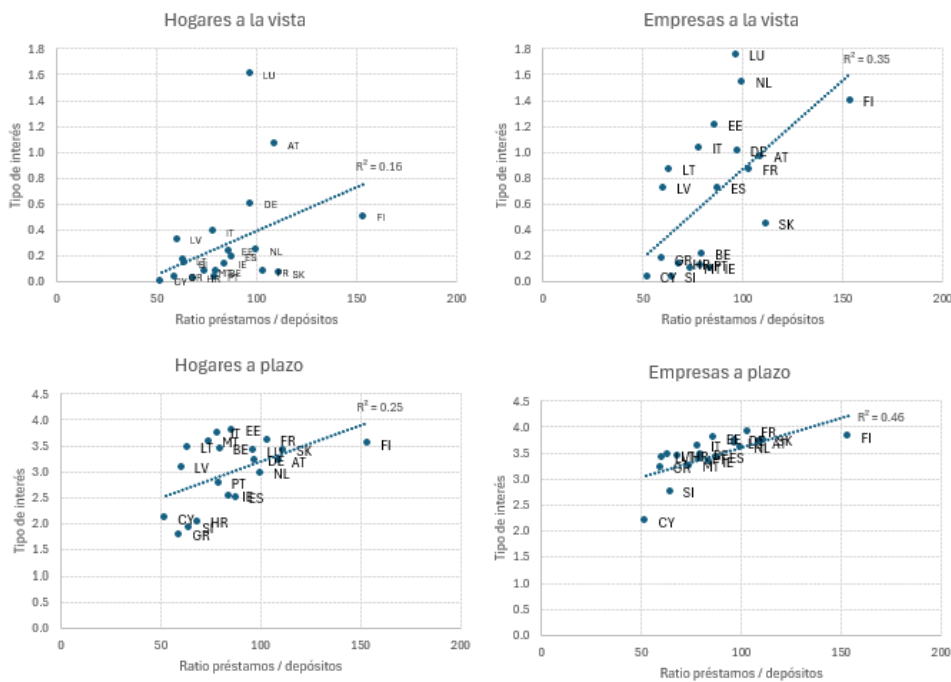 Hogares a la vista
Tipo de interés
1.8
1.6
1.4
1.2
1.0
0.8
0.6
0.4
0.2
0.0
LU
AT
R² = 0.16
DE
FI
IT
LV
EE
NL
ES
LT
SI
IE
MT
BE
FR
SK
CY
GR
HR
PT
0
50
100
150
200
Ratio préstamos / depósitos
Empresas a la vista
Tipo de interés
1.8
1.6
1.4
1.2
1.0
0.8
0.6
0.4
0.2
0.0
LU
R² = 0.35
NL
FI
EE
IT
DE
AT
LT
FR
LV
ES
SK
BE
GR
HR
PT
MT
IE
CY
SI
0
50
100
150
200
Ratio préstamos / depósitos
Hogares a plazo
Tipo de interés
4.5
4.0
3.5
3.0
2.5
2.0
1.5
1.0
0.5
0.0
R² = 0.25
IT
EE
MT
FR
FI
LT
BE
LU
SK
DE
AT
LV
NL
PT
IE
ES
CY
HR
SI
GR
0
50
100
150
200
Ratio préstamos / depósitos
Empresas a plazo
Tipo de interés
4.5
4.0
3.5
3.0
2.5
2.0
1.5
1.0
0.5
0.0
R² = 0.46
FR
FI
SK
IT
AT
NL
HR
ES
IE
GR
MT
SI
CY
0
50
100
150
200
Ratio préstamos / depósitos